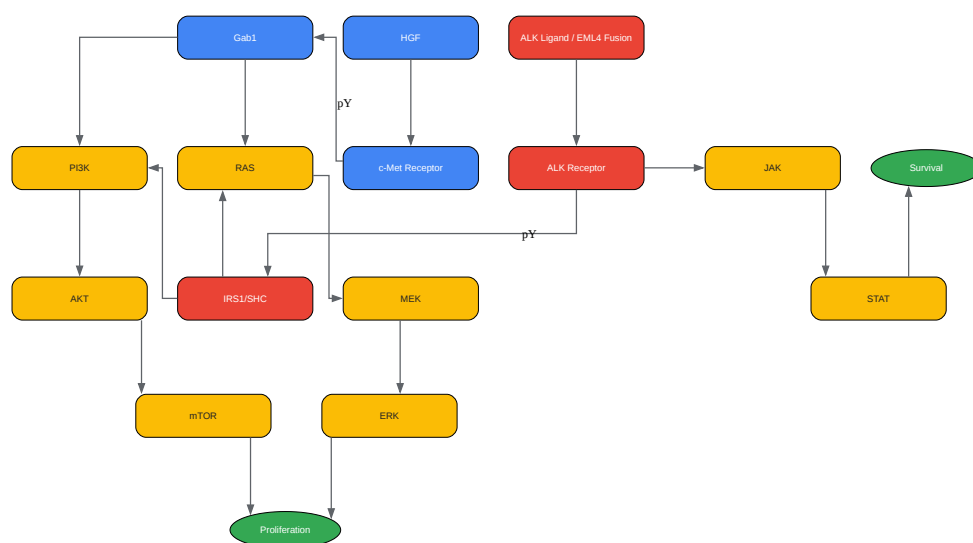 Gab1
HGF
ALK Ligand / EML4 Fusion
pY
PI3K
RAS
c-Met Receptor
ALK Receptor
JAK
Survival
pY
AKT
IRS1/SHC
MEK
STAT
mTOR
ERK
Proliferation